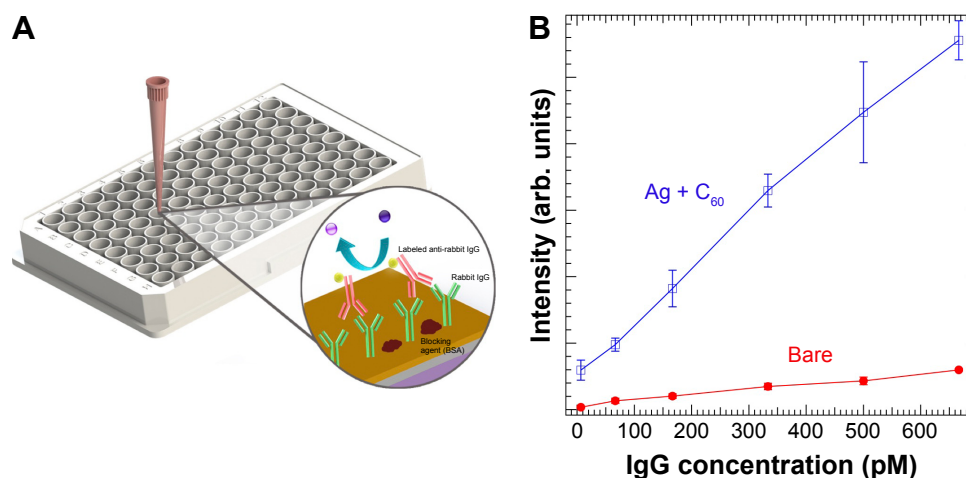 A
Labeled anti-rabbit IgG
Rabbit IgG
Blocking
agent (BSA)
B
Intensity (arb. units)
Ag + C₆₀
Bare
0 100 200 300 400 500 600
IgG concentration (pM)